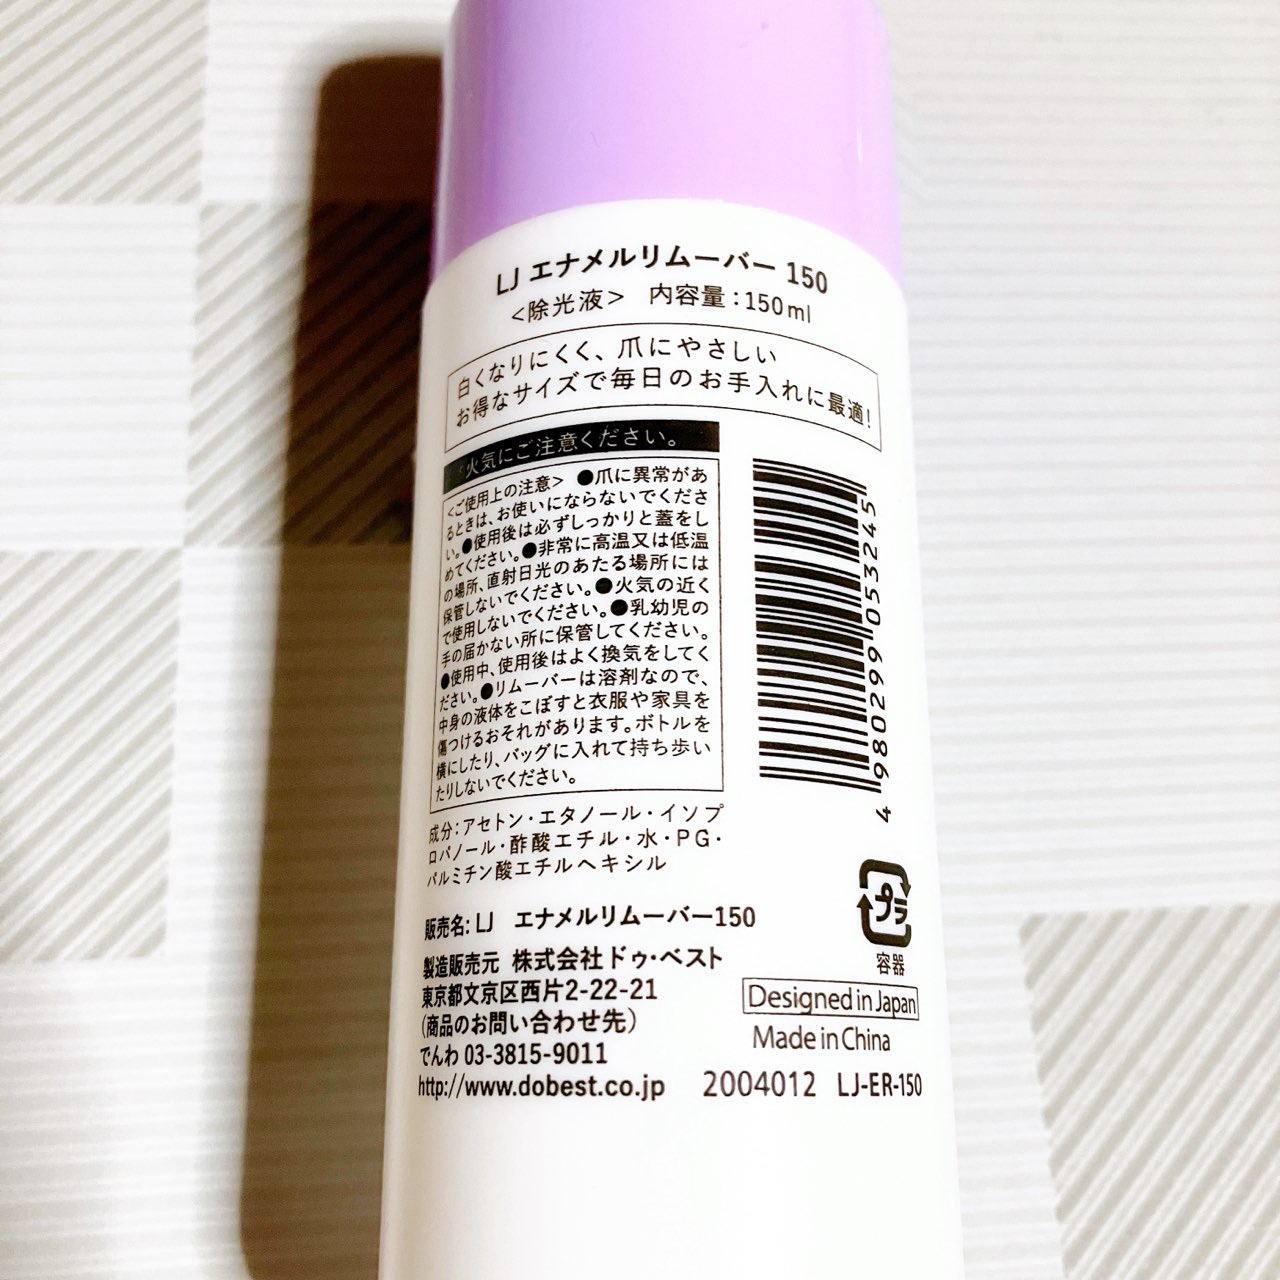 LJ エナメルリムーバー 150
＜除光液＞ 内容量：150ml
白くなりにくく、爪にやさしい
お得なサイズで毎日のお手入れに最適！
火気にご注意ください。
＜ご使用上の注意＞ ●爪に異常があ
るときは、お使いにならないでくださ
い。●使用後は必ずしっかりと蓋をし
めてください。●非常に高温又は低温
の場所、直射日光のあたる場所には
保管しないでください。●火気の近く
で使用しないでください。●乳幼児の
手の届かない所に保管してください。
●使用中、使用後はよく換気をしてく
ださい。●リムーバーは溶剤なので、
中身の液体をこぼすと衣服や家具を
傷つけるおそれがあります。ボトルを
横にしたり、バッグに入れて持ち歩い
たりしないでください。
成分：アセトン・エタノール・イソプ
ロパノール・酢酸エチル・水・PG・
パルミチン酸エチルヘキシル
4 980299 053245
プラ
容器
販売名: LJ エナメルリムーバー150
製造販売元 株式会社ドゥ・ベスト
東京都文京区西片2-22-21
（商品のお問い合わせ先）
でんわ 03-3815-9011
http://www.dobest.co.jp
Designed in Japan
Made in China
2004012 LJ-ER-150